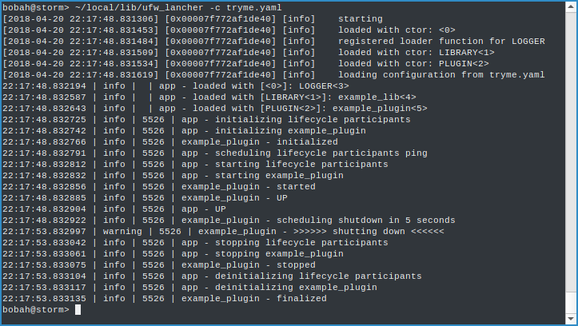 bobah@storm> ~/local/lib/ufw_lancher -c tryme.yaml
[2018-04-20 22:17:48.831306] [0x00007f772af1de40] [info]    starting
[2018-04-20 22:17:48.831453] [0x00007f772af1de40] [info]    loaded with ctor: <0>
[2018-04-20 22:17:48.831484] [0x00007f772af1de40] [info]    registered loader function for LOGGER
[2018-04-20 22:17:48.831509] [0x00007f772af1de40] [info]    loaded with ctor: LIBRARY<1>
[2018-04-20 22:17:48.831534] [0x00007f772af1de40] [info]    loaded with ctor: PLUGIN<2>
[2018-04-20 22:17:48.831619] [0x00007f772af1de40] [info]    loading configuration from tryme.yaml
22:17:48.832194 | info |  | app - loaded with [<0>]: LOGGER<3>
22:17:48.832587 | info |  | app - loaded with [LIBRARY<1>]: example_lib<4>
22:17:48.832643 | info |  | app - loaded with [PLUGIN<2>]: example_plugin<5>
22:17:48.832725 | info | 5526 | app - initializing lifecycle participants
22:17:48.832742 | info | 5526 | app - initializing example_plugin
22:17:48.832766 | info | 5526 | example_plugin - initialized
22:17:48.832791 | info | 5526 | app - scheduling lifecycle participants ping
22:17:48.832812 | info | 5526 | app - starting lifecycle participants
22:17:48.832832 | info | 5526 | app - starting example_plugin
22:17:48.832856 | info | 5526 | example_plugin - started
22:17:48.832885 | info | 5526 | example_plugin - UP
22:17:48.832904 | info | 5526 | app - UP
22:17:48.832922 | info | 5526 | example_plugin - scheduling shutdown in 5 seconds
22:17:53.832997 | warning | 5526 | example_plugin - >>>>>> shutting down <<<<<<
22:17:53.833042 | info | 5526 | app - stopping lifecycle participants
22:17:53.833061 | info | 5526 | app - stopping example_plugin
22:17:53.833075 | info | 5526 | example_plugin - stopped
22:17:53.833104 | info | 5526 | app - deinitializing lifecycle participants
22:17:53.833117 | info | 5526 | app - deinitializing example_plugin
22:17:53.833135 | info | 5526 | example_plugin - finalized
bobah@storm>